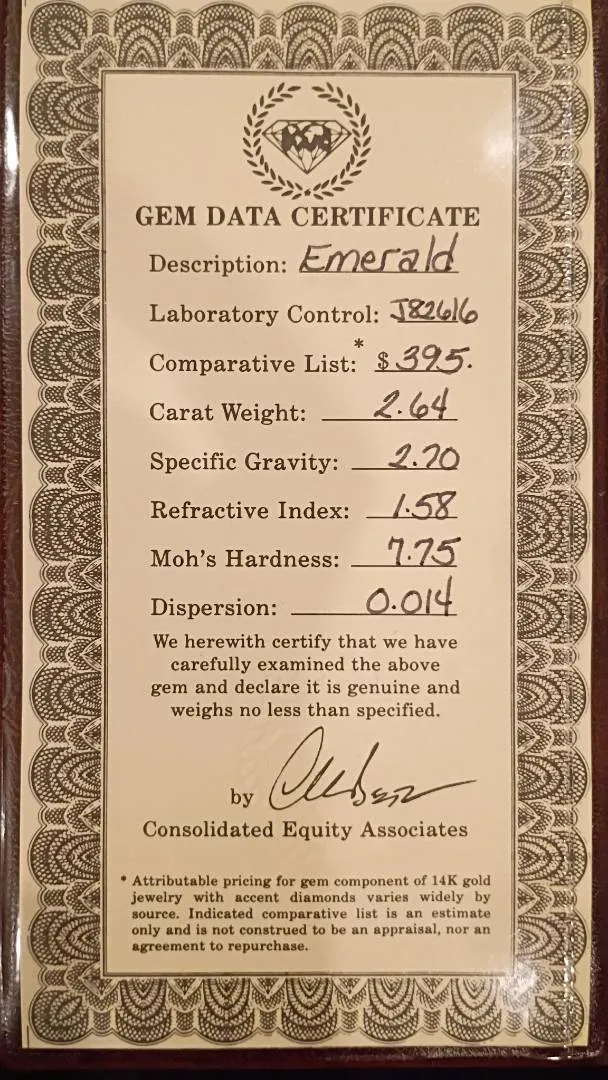 GEM DATA CERTIFICATE
Description: Emerald
Laboratory Control: J82616
Comparative List:* $395.
Carat Weight: 2.64
Specific Gravity: 2.70
Refractive Index: 1.58
Moh's Hardness: 7.75
Dispersion: 0.014
We herewith certify that we have
carefully examined the above
gem and declare it is genuine and
weighs no less than specified.
by
Consolidated Equity Associates
* Attributable pricing for gem component of 14K gold
jewelry with accent diamonds varies widely by
source. Indicated comparative list is an estimate
only and is not construed to be an appraisal, nor an
agreement to repurchase.